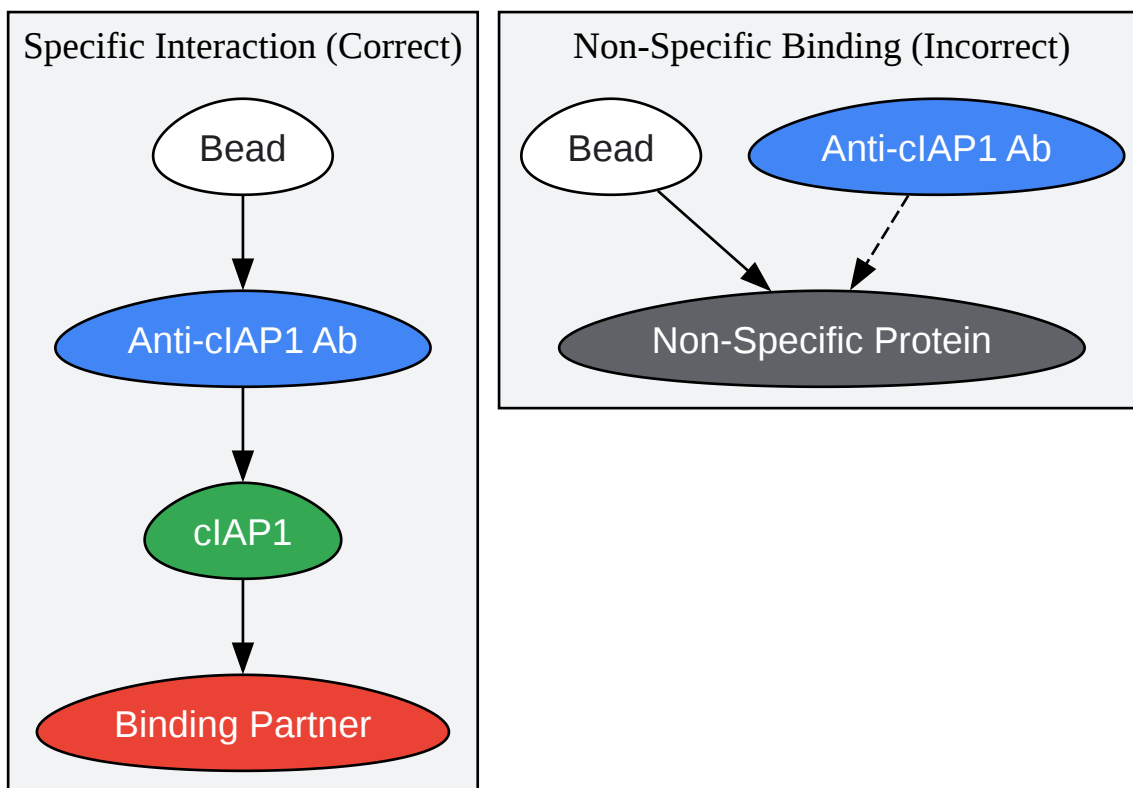 Specific Interaction (Correct)
Bead
Anti-cIAP1 Ab
cIAP1
Binding Partner
Non-Specific Binding (Incorrect)
Bead
Anti-cIAP1 Ab
Non-Specific Protein